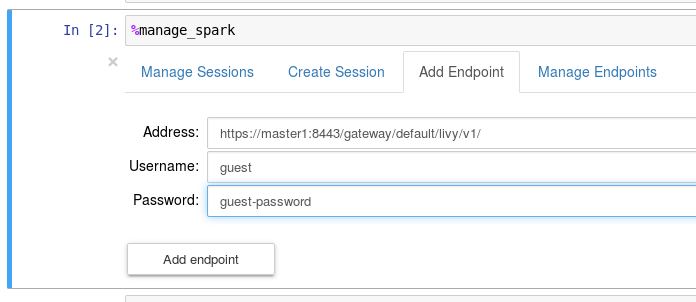 In [2]: %manage_spark
× Manage Sessions Create Session Add Endpoint Manage Endpoints
Address: https://master1:8443/gateway/default/livy/v1/
Username: guest
Password: guest-password
Add endpoint